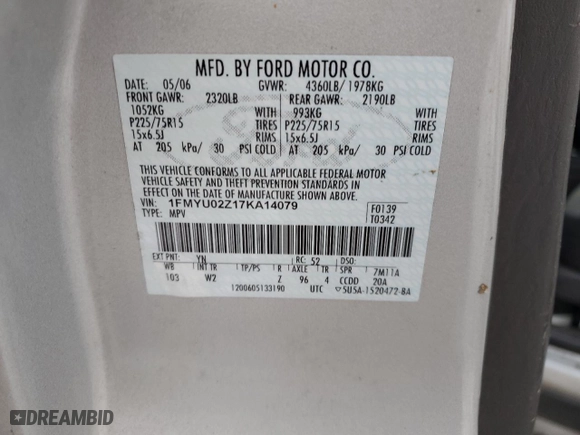 MFD. BY FORD MOTOR CO.
DATE: 05/06 GVWR: 4360LB/ 1978KG
FRONT GAWR: 2320LB REAR GAWR: 2190LB
1052KG WITH 993KG WITH
P225/75R15 TIRES P225/75R15 TIRES
15x6.5J RIMS 15x6.5J RIMS
AT 205 kPa/ 30 PSI COLD AT 205 kPa/ 30 PSI COLD
THIS VEHICLE CONFORMS TO ALL APPLICABLE FEDERAL MOTOR
VEHICLE SAFETY AND THEFT PREVENTION STANDARDS IN
EFFECT ON THE DATE OF MANUFACTURE SHOWN ABOVE.
VIN: 1FMYU02Z17KA14079 F0139
TYPE: MPV T0342
EXT PNT: YN RC: 52 DSO:
WB INT TR TP/PS R AXLE TR SPR 7M11A
103 W2 Z 96 4 CCDD 20A
1200605133190 UTC 5U5A-1520472-BA
DREAMBID